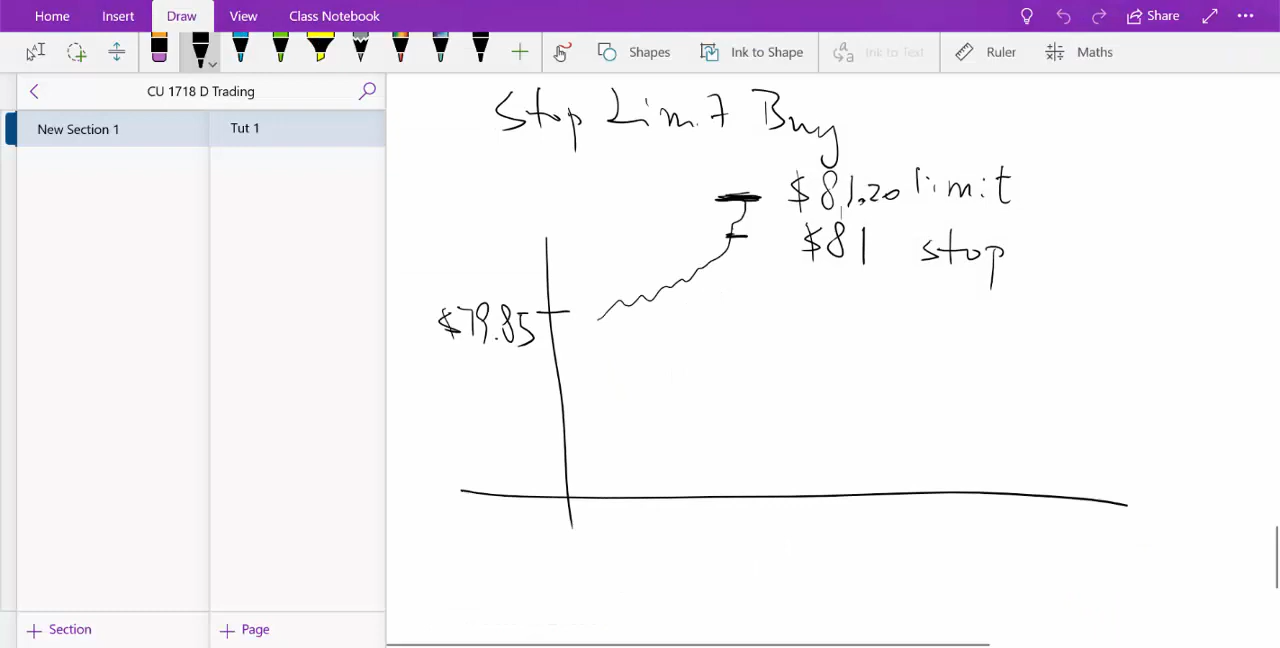 Home Insert Draw View Class Notebook Share
Shapes Ink to Shape Ink to Text Ruler Maths
CU 1718 D Trading
New Section 1 Tut 1
Stop Limit Buy
$81.20 limit
$81 stop
$79.85
Section Page